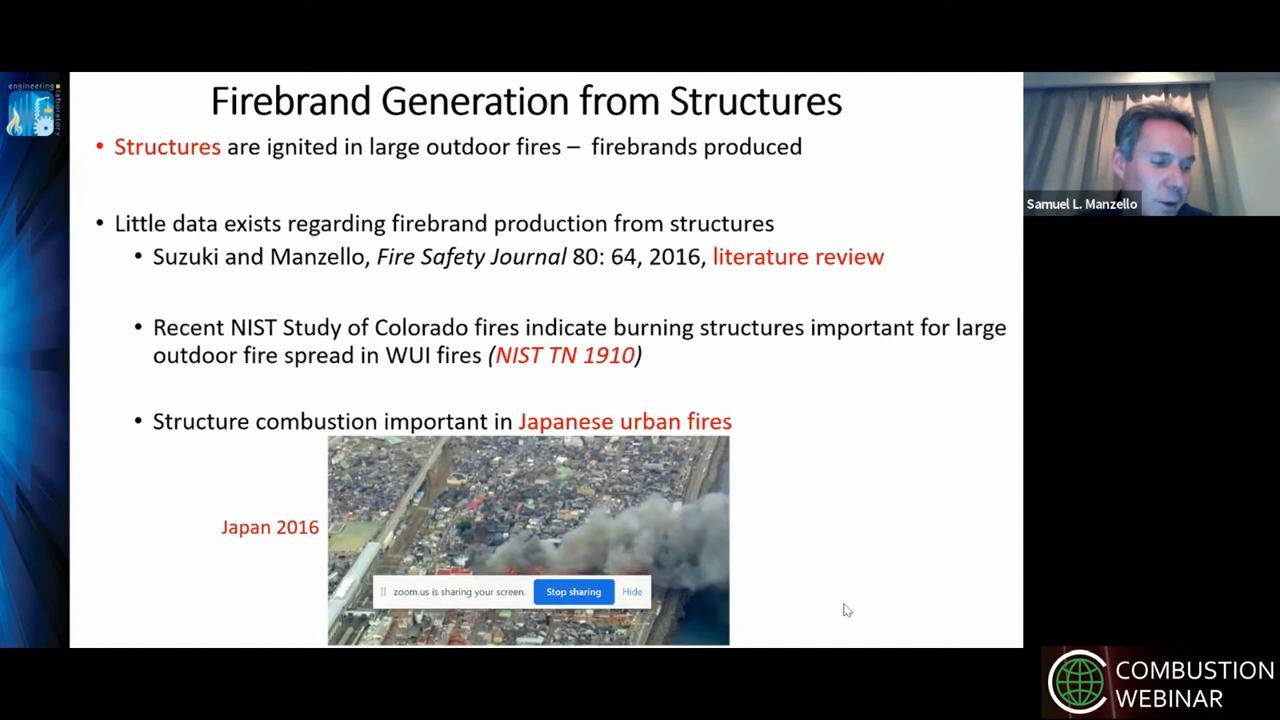 engineering
laboratory
Firebrand Generation from Structures
• Structures are ignited in large outdoor fires – firebrands produced
• Little data exists regarding firebrand production from structures
• Suzuki and Manzello, Fire Safety Journal 80: 64, 2016, literature review
• Recent NIST Study of Colorado fires indicate burning structures important for large
outdoor fire spread in WUI fires (NIST TN 1910)
• Structure combustion important in Japanese urban fires
Japan 2016
zoom.us is sharing your screen. Stop sharing Hide
Samuel L. Manzello
COMBUSTION
WEBINAR